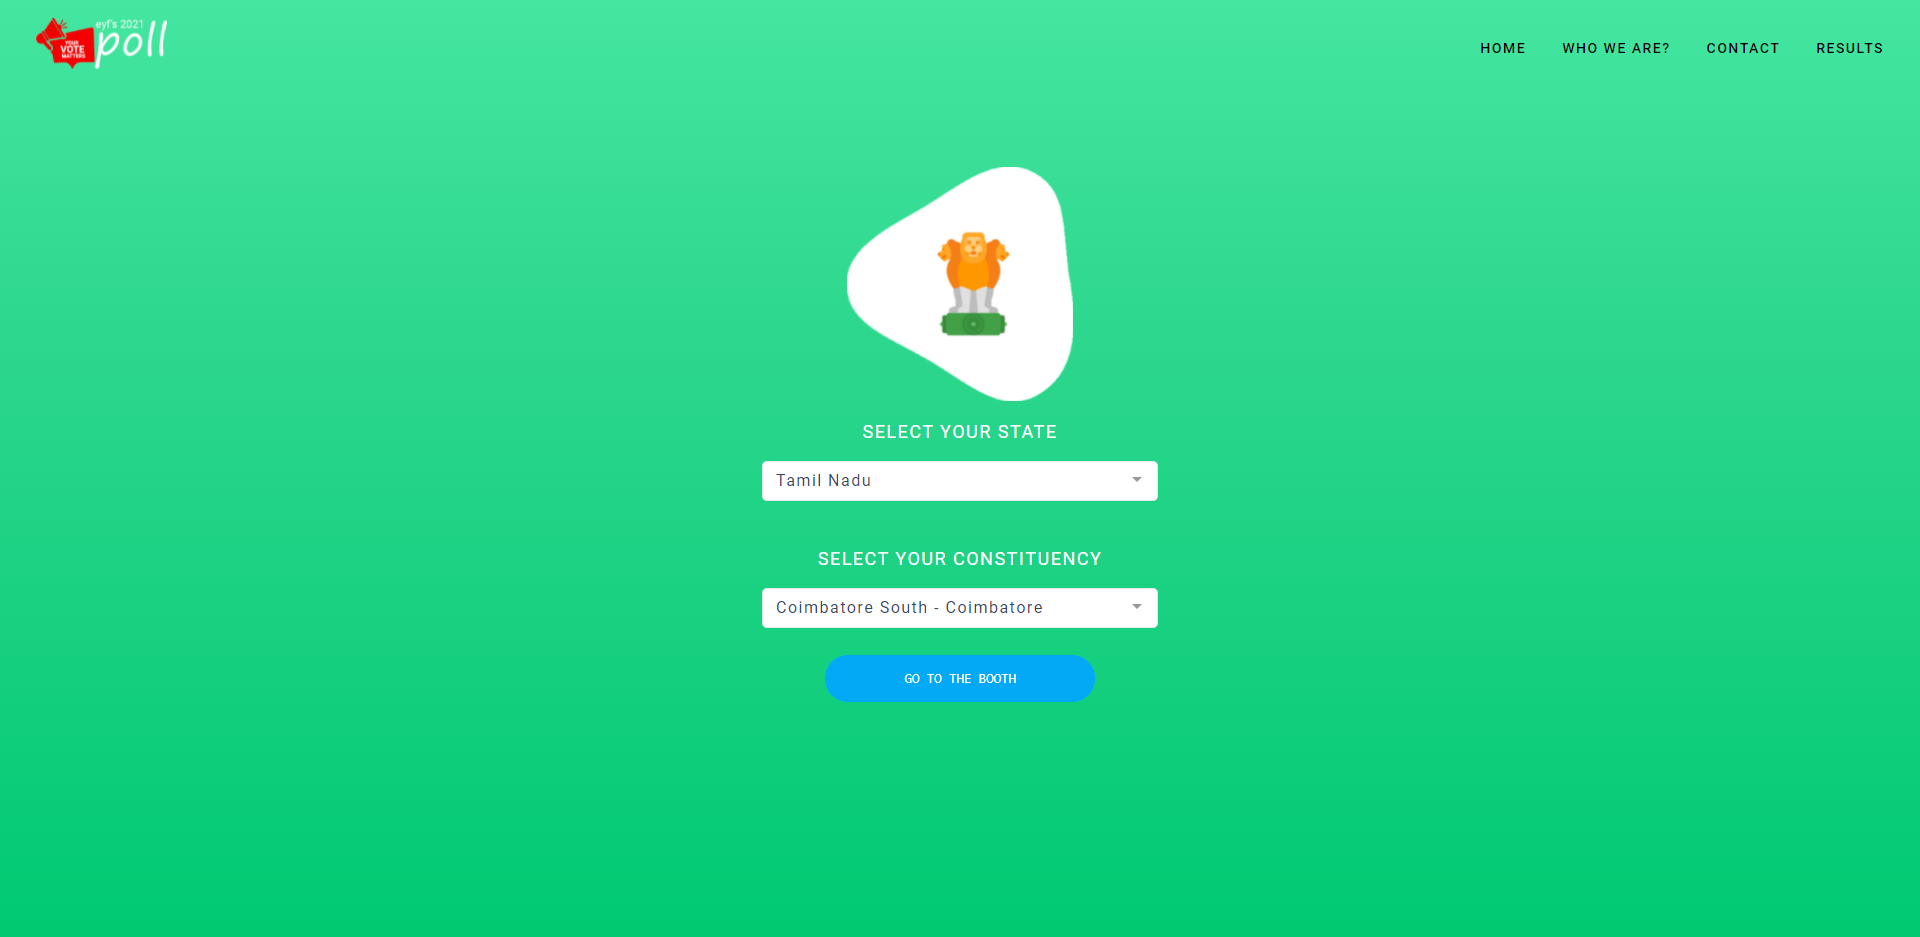 eyf's 2021
poll
YOUR
VOTE
MATTERS
HOME
WHO WE ARE?
CONTACT
RESULTS
SELECT YOUR STATE
Tamil Nadu
SELECT YOUR CONSTITUENCY
Coimbatore South - Coimbatore
GO TO THE BOOTH